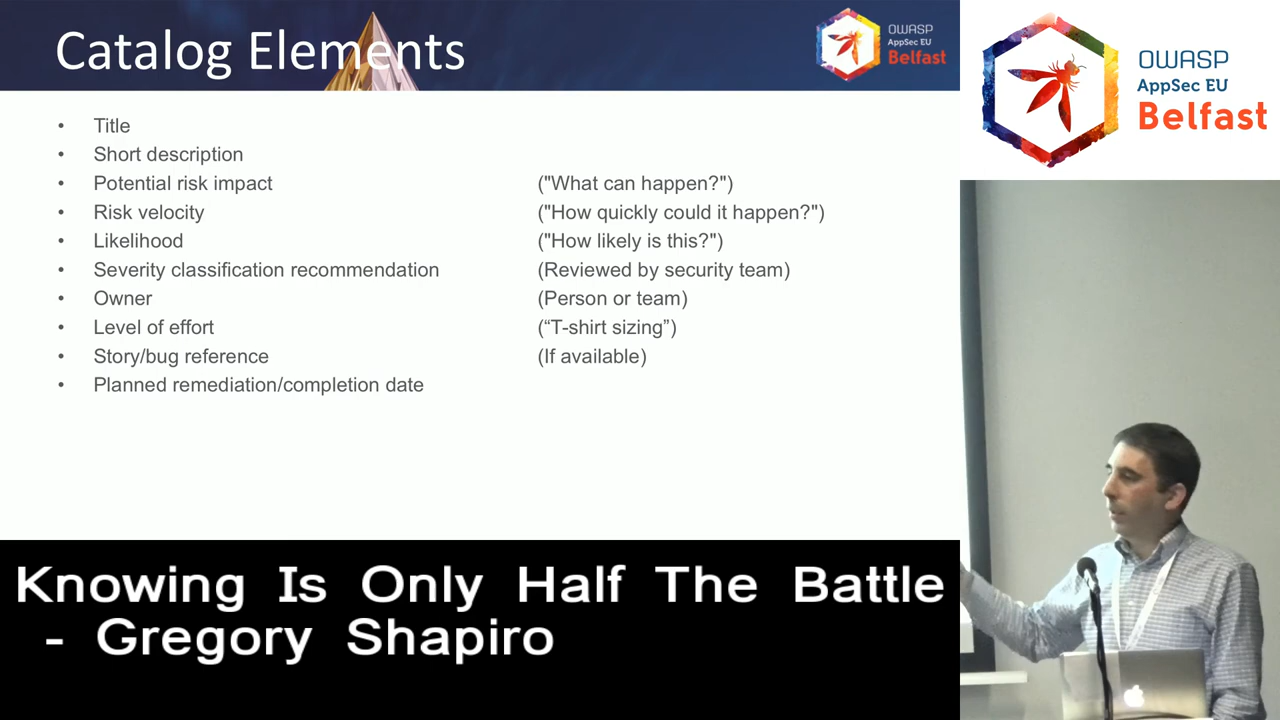 Catalog Elements
OWASP
AppSec EU
Belfast
OWASP
AppSec EU
Belfast
• Title
• Short description
• Potential risk impact ("What can happen?")
• Risk velocity ("How quickly could it happen?")
• Likelihood ("How likely is this?")
• Severity classification recommendation (Reviewed by security team)
• Owner (Person or team)
• Level of effort (“T-shirt sizing”)
• Story/bug reference (If available)
• Planned remediation/completion date
Knowing Is Only Half The Battle
- Gregory Shapiro